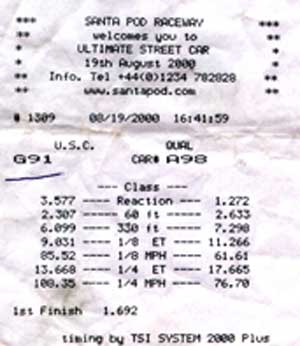 *** SANTA POD RACEWAY ***
** welcomes you to **
* ULTIMATE STREET CAR *
* 19th August 2000 *
** Info. Tel +44(0)1234 782828 **
** www.santapod.com ***
# 1309 08/19/2000 16:41:59
U.S.C. QUAL
G91 CAR# A98
--- Class ---
3.577 ---- Reaction ---- 1.272
2.307 ---- 60 ft ---- 2.633
6.099 ---- 330 ft ---- 7.298
9.031 ---- 1/8 ET ---- 11.266
85.52 ---- 1/8 MPH ---- 61.61
13.668 ---- 1/4 ET ---- 17.665
108.35 ---- 1/4 MPH ---- 76.70
1st Finish 1.692
timing by TSI SYSTEM 2000 Plus